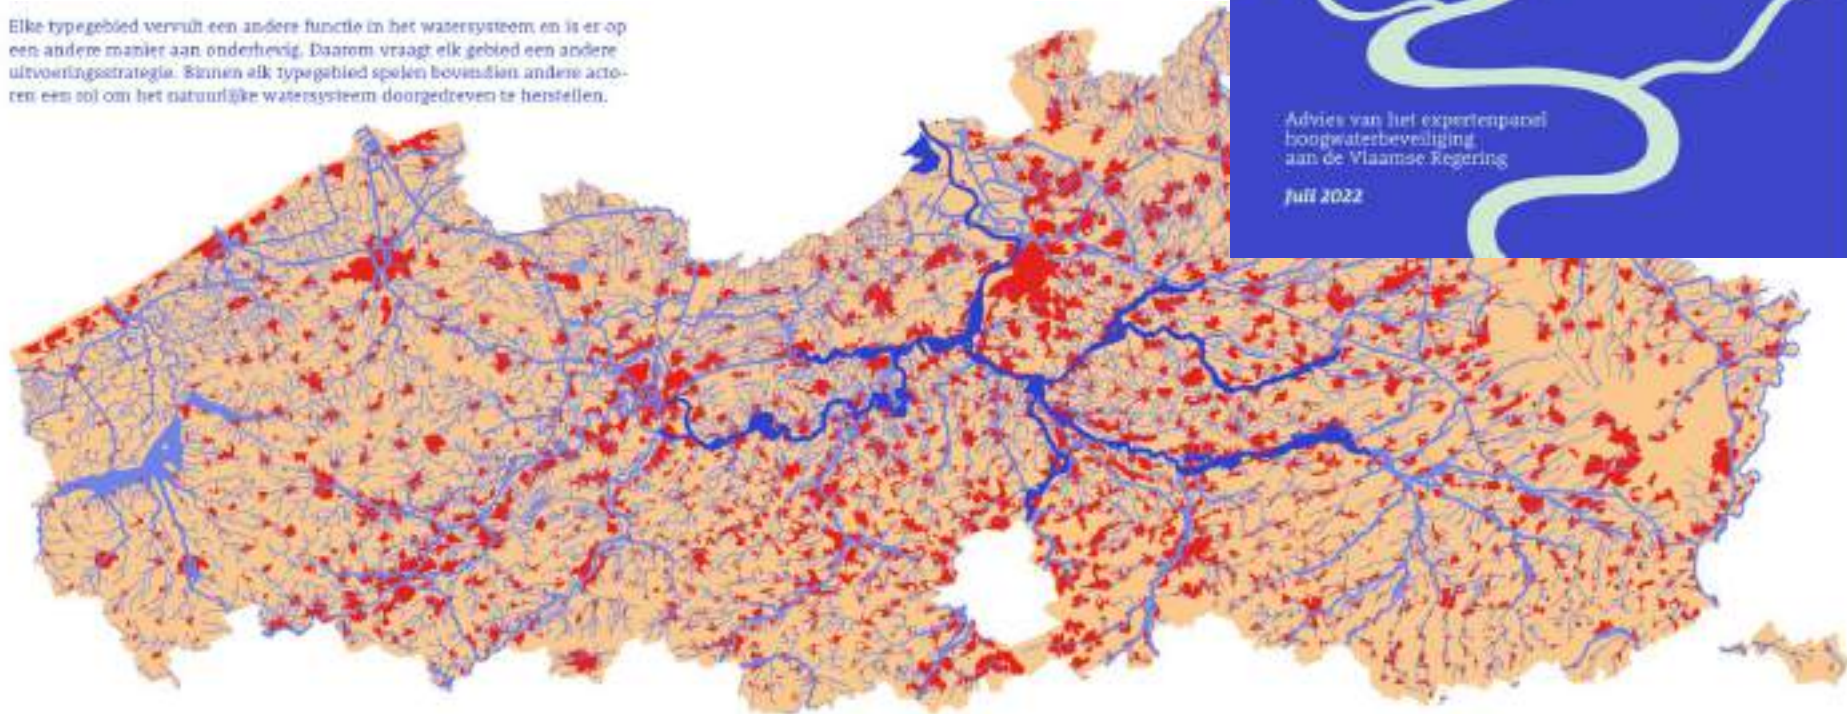 Elke typegebied vervult een andere functie in het watersysteem en is er op
een andere manier aan onderhevig. Daarom vraagt elk gebied een andere
uitvoeringsstrategie. Binnen elk typegebied spelen bovendien andere acto-
ren een rol om het natuurlijke watersysteem doorgedreven te herstellen.
Advies van het expertenpanel
hoogwaterbeveiliging
aan de Vlaamse Regering
Juli 2022